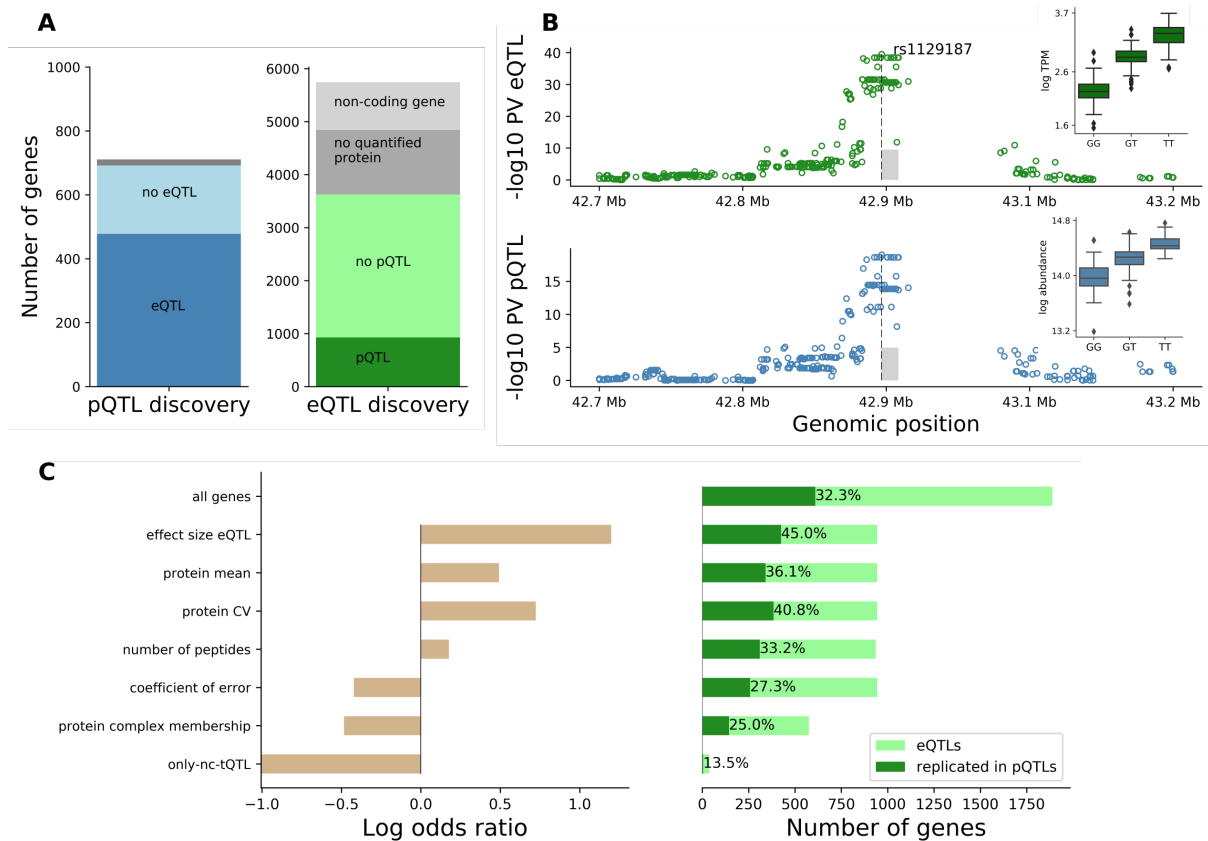 A
Number of genes
1000
800
600
400
200
0
no eQTL
eQTL
pQTL discovery
6000
5000
4000
3000
2000
1000
0
non-coding gene
no quantified
protein
no pQTL
pQTL
eQTL discovery
B
-log10 PV eQTL
40
30
20
10
0
rs1129187
42.7 Mb
42.8 Mb
42.9 Mb
43.1 Mb
43.2 Mb
log TPM
3.7
2.6
1.6
GG
GT
TT
-log10 PV pQTL
15
10
5
0
42.7 Mb
42.8 Mb
42.9 Mb
43.1 Mb
43.2 Mb
Genomic position
log abundance
14.8
14.0
13.2
GG
GT
TT
C
all genes
effect size eQTL
protein mean
protein CV
number of peptides
coefficient of error
protein complex membership
only-nc-tQTL
−1.0
−0.5
0.0
0.5
1.0
Log odds ratio
32.3%
45.0%
36.1%
40.8%
33.2%
27.3%
25.0%
13.5%
eQTLs
replicated in pQTLs
0
250
500
750
1000
1250
1500
1750
Number of genes